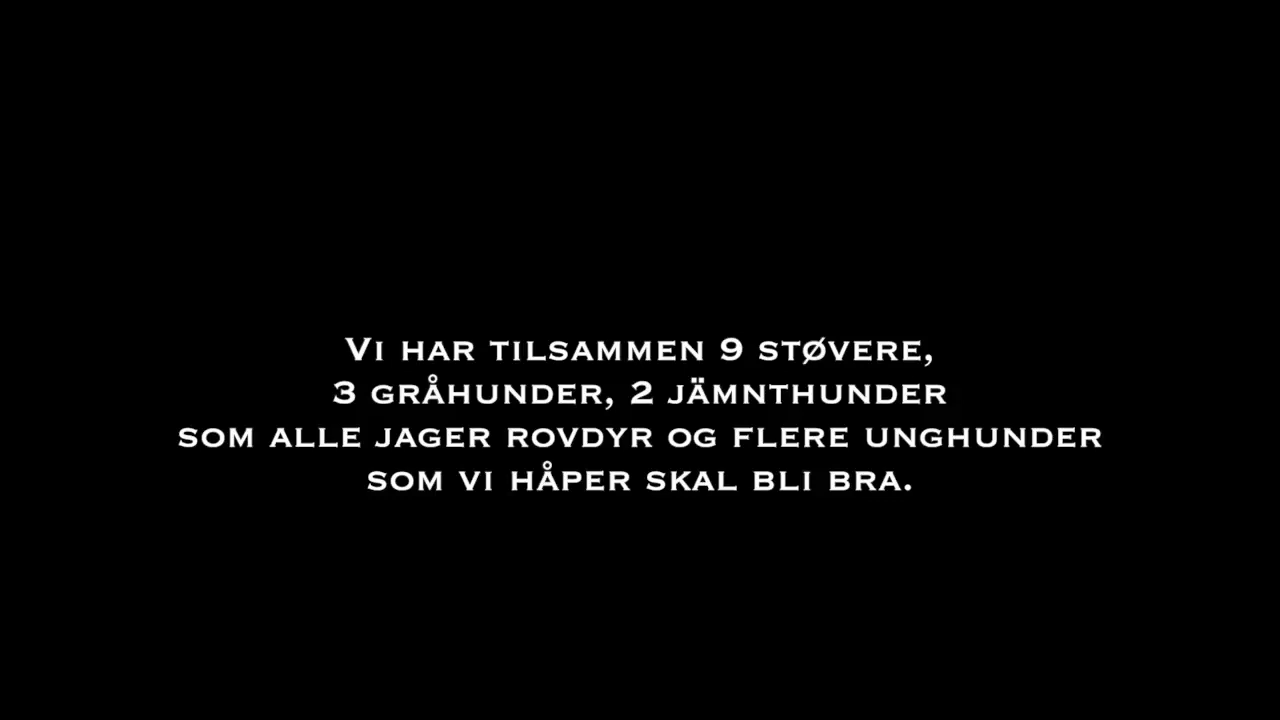 Vi har tilsammen 9 støvere,
3 gråhunder, 2 jämnthunder
som alle jager rovdyr og flere unghunder
som vi håper skal bli bra.